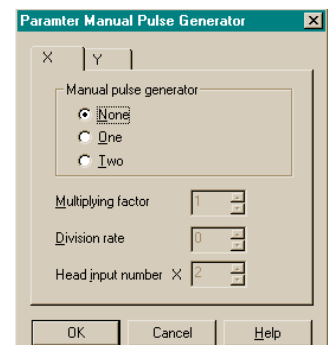 Paramter Manual Pulse Generator
X Y
Manual pulse generator
None
One
Two
Multiplying factor 1
Division rate 0
Head input number X 2
OK Cancel Help